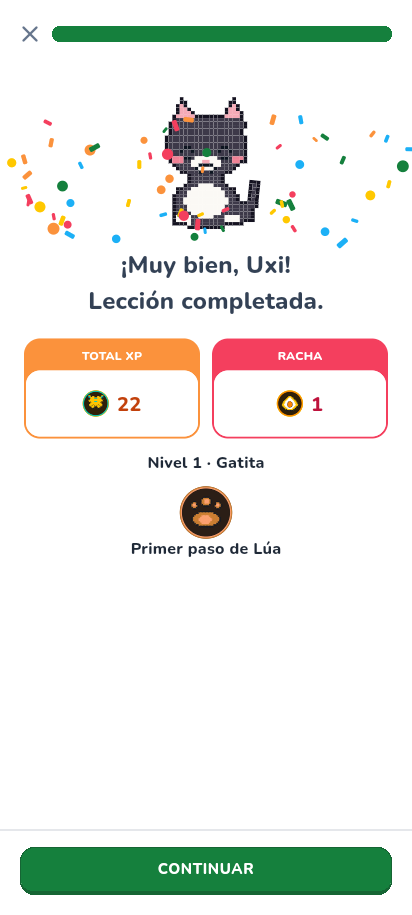 ¡Muy bien, Uxi!
Lección completada.
TOTAL XP
RACHA
22
1
Nivel 1 · Gatita
Primer paso de Lúa
CONTINUAR